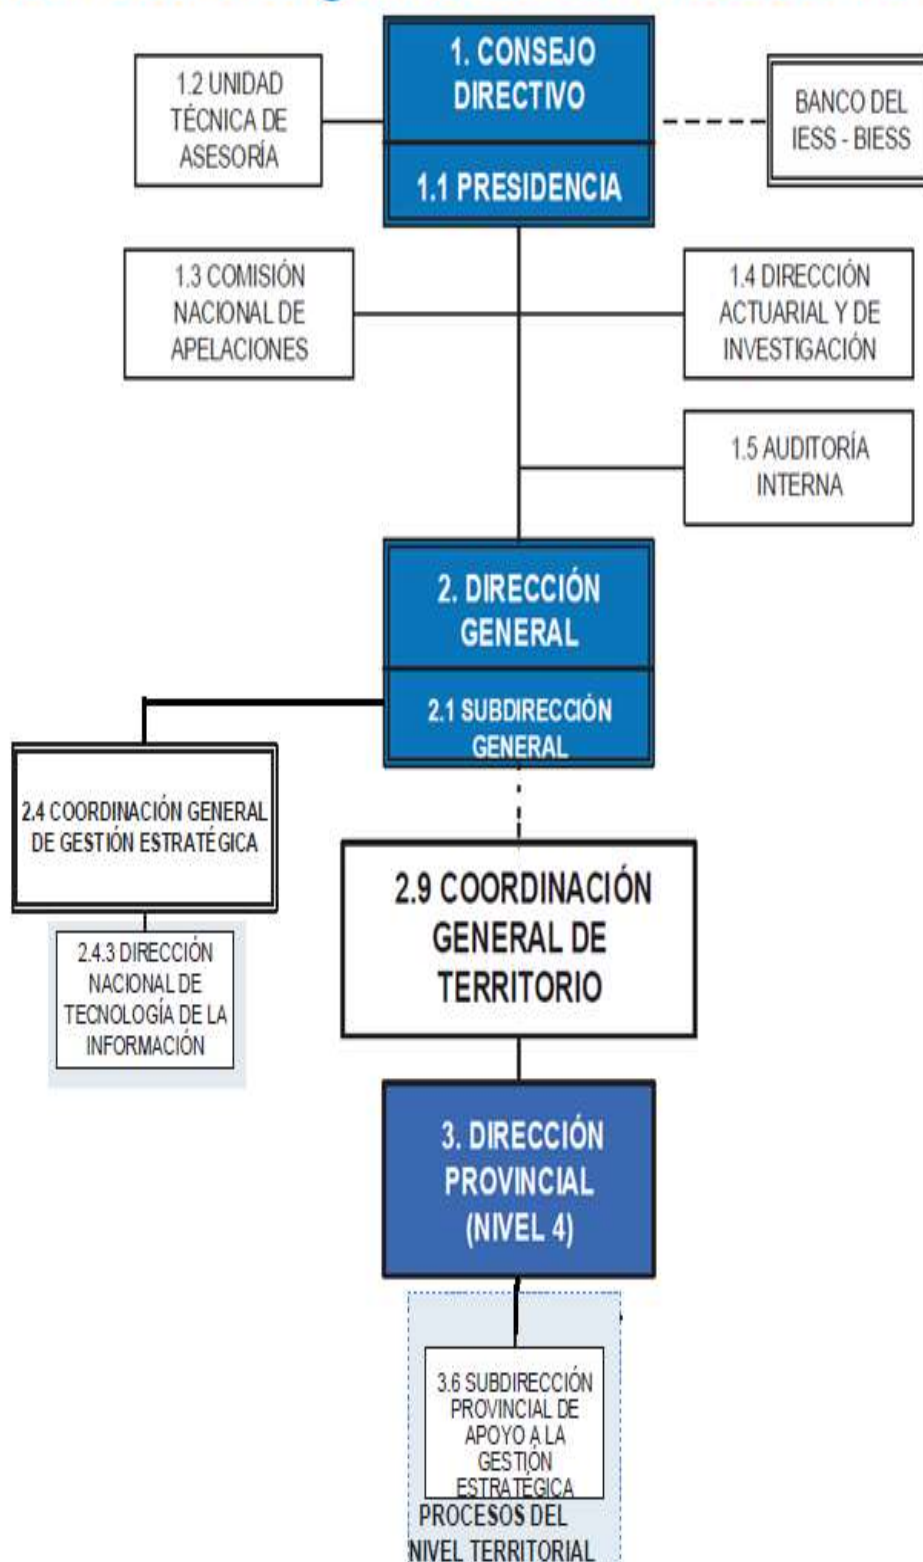 1. CONSEJO
DIRECTIVO
1.1 PRESIDENCIA
1.2 UNIDAD
TÉCNICA DE
ASESORÍA
BANCO DEL
IESS - BIESS
1.3 COMISIÓN
NACIONAL DE
APELACIONES
1.4 DIRECCIÓN
ACTUARIAL Y DE
INVESTIGACIÓN
1.5 AUDITORÍA
INTERNA
2. DIRECCIÓN
GENERAL
2.1 SUBDIRECCIÓN
GENERAL
2.4 COORDINACIÓN GENERAL
DE GESTIÓN ESTRATÉGICA
2.4.3 DIRECCIÓN
NACIONAL DE
TECNOLOGÍA DE LA
INFORMACIÓN
2.9 COORDINACIÓN
GENERAL DE
TERRITORIO
3. DIRECCIÓN
PROVINCIAL
(NIVEL 4)
3.6 SUBDIRECCIÓN
PROVINCIAL DE
APOYO A LA
GESTIÓN
ESTRATÉGICA
PROCESOS DEL
NIVEL TERRITORIAL